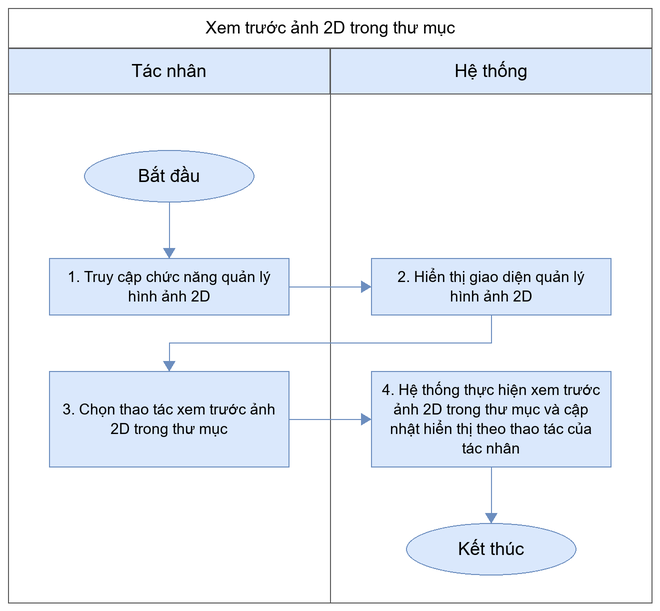 Xem trước ảnh 2D trong thư mục
Tác nhân
Hệ thống
Bắt đầu
1. Truy cập chức năng quản lý
hình ảnh 2D
2. Hiển thị giao diện quản lý
hình ảnh 2D
3. Chọn thao tác xem trước ảnh
2D trong thư mục
4. Hệ thống thực hiện xem trước
ảnh 2D trong thư mục và cập
nhật hiển thị theo thao tác của
tác nhân
Kết thúc